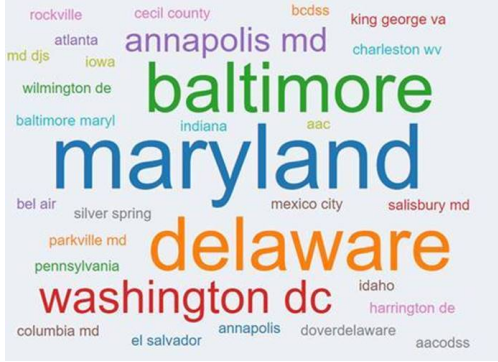 rockville
cecil county
bcdss
king george va
atlanta
annapolis md
charleston wv
md djs
iowa
wilmington de
baltimore
baltimore maryl
indiana
aac
maryland
bel air
silver spring
mexico city
salisbury md
parkville md
delaware
pennsylvania
washington dc
idaho
harrington de
columbia md
el salvador
annapolis
doverdelaware
aacodss